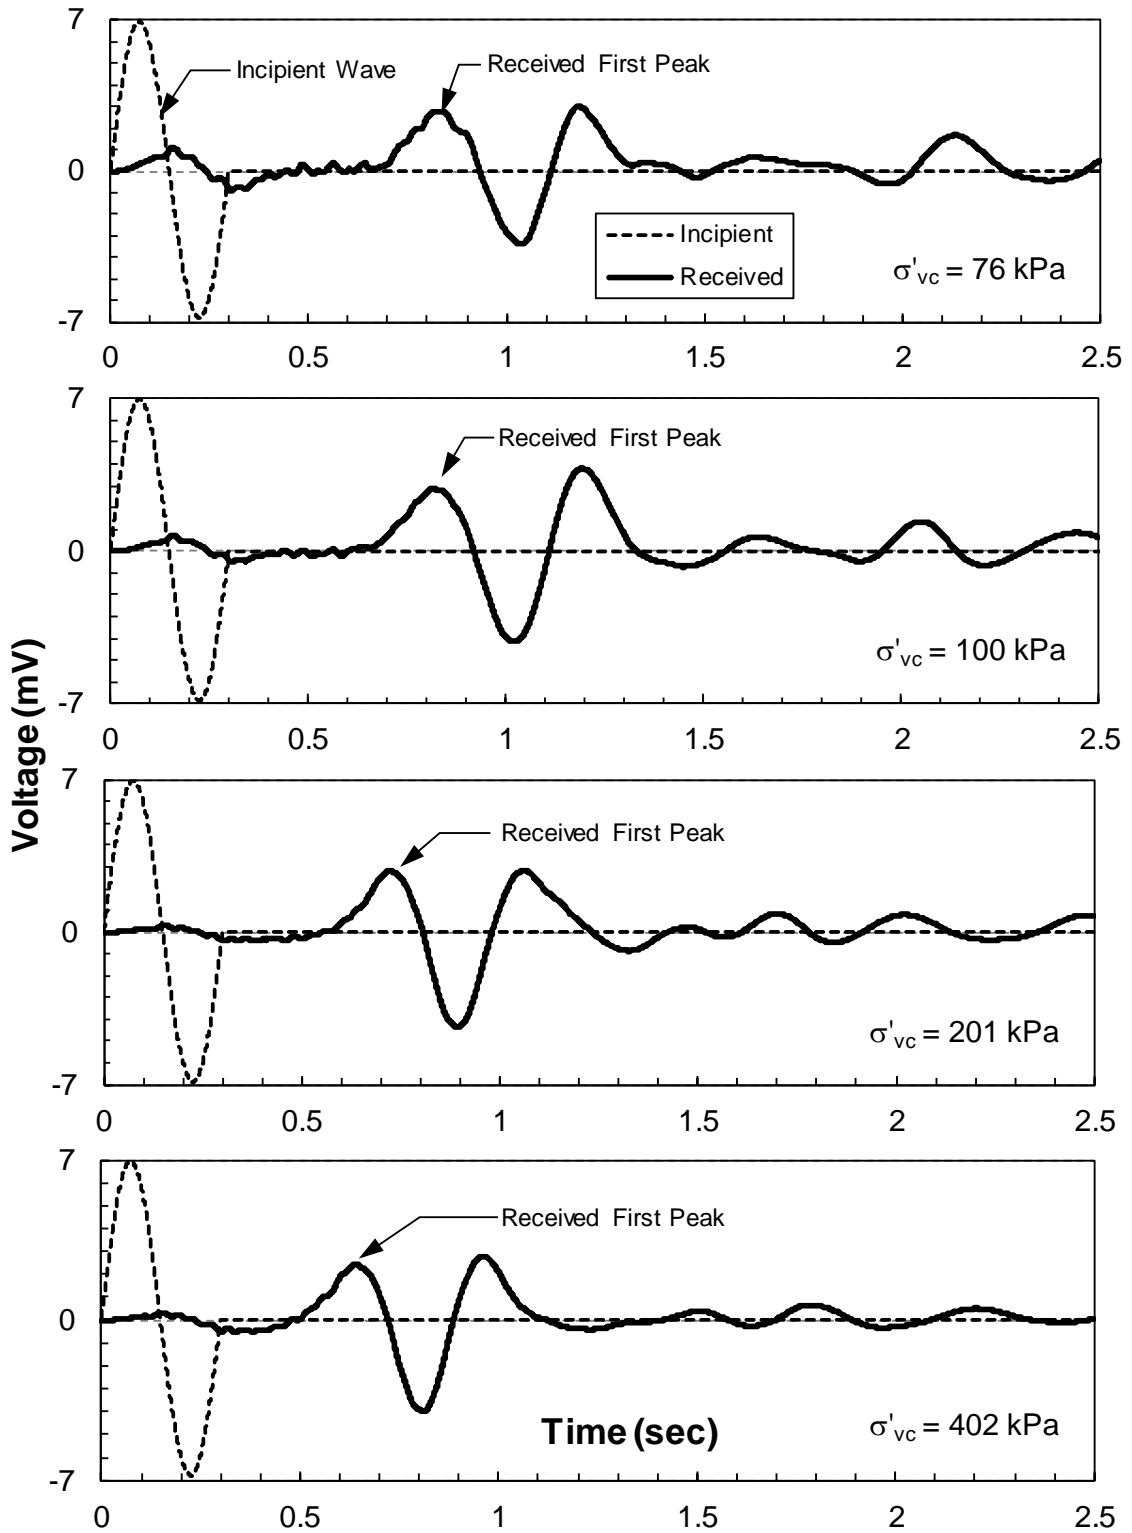 7
Incipient Wave
Received First Peak
0
Incipient
Received
σ'vc = 76 kPa
-7
0 0.5 1 1.5 2 2.5
7
Received First Peak
0
σ'vc = 100 kPa
-7
0 0.5 1 1.5 2 2.5
Voltage (mV)
7
Received First Peak
0
σ'vc = 201 kPa
-7
0 0.5 1 1.5 2 2.5
7
Received First Peak
0
Time (sec)
σ'vc = 402 kPa
-7
0 0.5 1 1.5 2 2.5